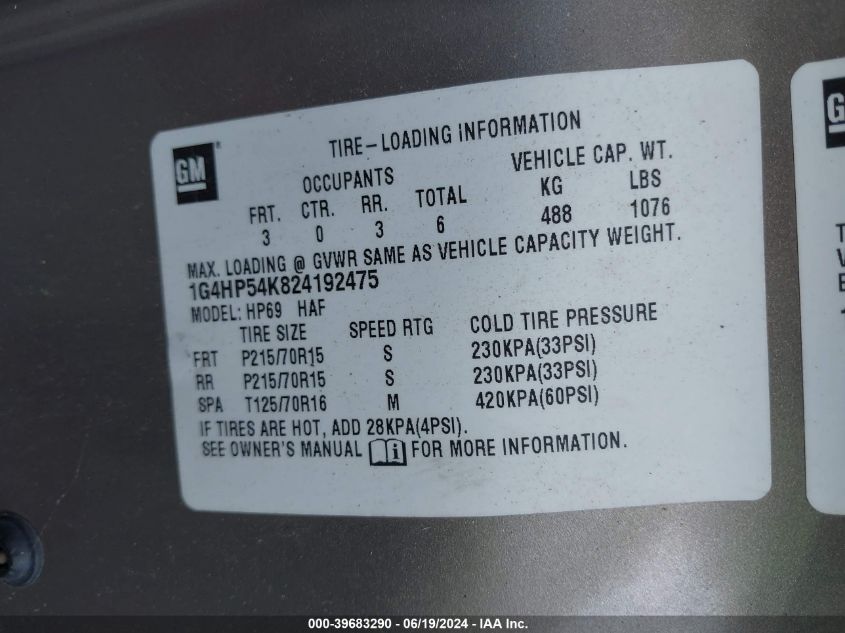 GM
TIRE-LOADING INFORMATION
OCCUPANTS VEHICLE CAP. WT.
FRT. CTR. RR. TOTAL KG LBS
3 0 3 6 488 1076
MAX. LOADING @ GVWR SAME AS VEHICLE CAPACITY WEIGHT.
1G4HP54K824192475
MODEL: HP69 HAF
TIRE SIZE SPEED RTG COLD TIRE PRESSURE
FRT P215/70R15 S 230KPA(33PSI)
RR P215/70R15 S 230KPA(33PSI)
SPA T125/70R16 M 420KPA(60PSI)
IF TIRES ARE HOT, ADD 28KPA(4PSI).
SEE OWNER'S MANUAL FOR MORE INFORMATION.
000-39683290 - 06/19/2024 - IAA, Inc.